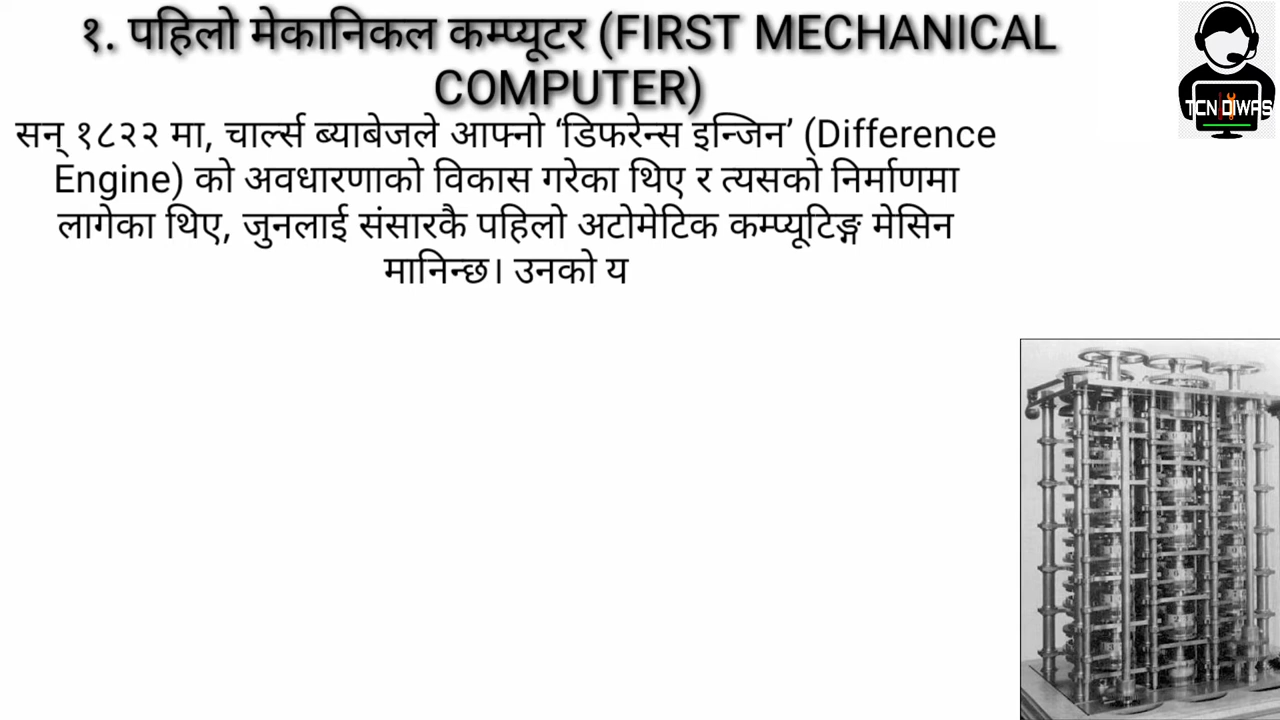 १. पहिलो मेकानिकल कम्प्यूटर (FIRST MECHANICAL
COMPUTER)
सन् १८२२ मा, चार्ल्स ब्याबेजले आफ्नो ‘डिफरेन्स इन्जिन’ (Difference
Engine) को अवधारणाको विकास गरेका थिए र त्यसको निर्माणमा
लागेका थिए, जुनलाई संसारकै पहिलो अटोमेटिक कम्प्यूटिङ्ग मेसिन
मानिन्छ। उनको य
TCN DIWAS